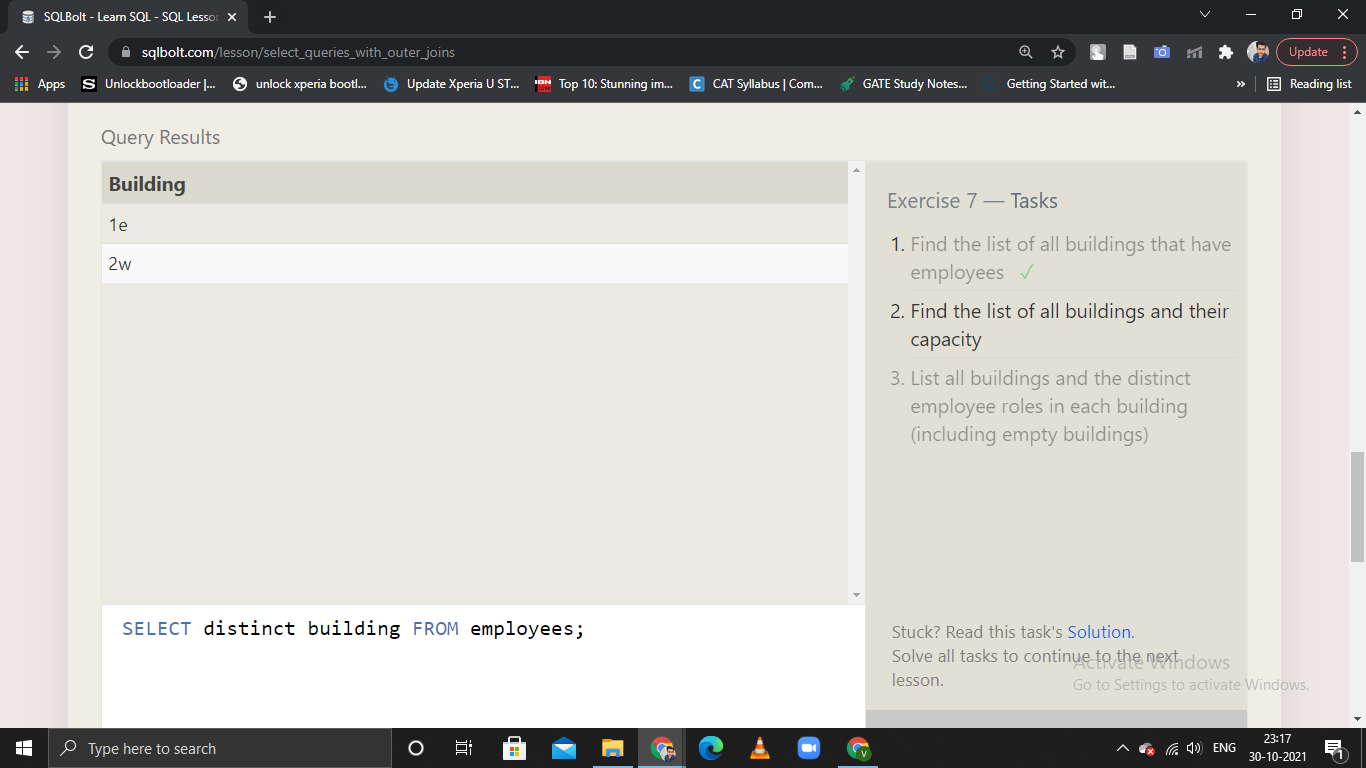 SQLBolt - Learn SQL - SQL Lesso
sqlbolt.com/lesson/select_queries_with_outer_joins
Update
Apps
S Unlockbootloader |...
unlock xperia bootl...
Update Xperia U ST...
IGN Top 10: Stunning im...
C CAT Syllabus | Com...
GATE Study Notes...
Getting Started wit...
»
Reading list
Query Results
Building
1e
2w
Exercise 7 — Tasks
1. Find the list of all buildings that have
employees ✓
2. Find the list of all buildings and their
capacity
3. List all buildings and the distinct
employee roles in each building
(including empty buildings)
SELECT distinct building FROM employees;
Stuck? Read this task's Solution.
Solve all tasks to continue to the next
lesson.
Activate Windows
Go to Settings to activate Windows.
Type here to search
V
ENG
23:17
30-10-2021
1